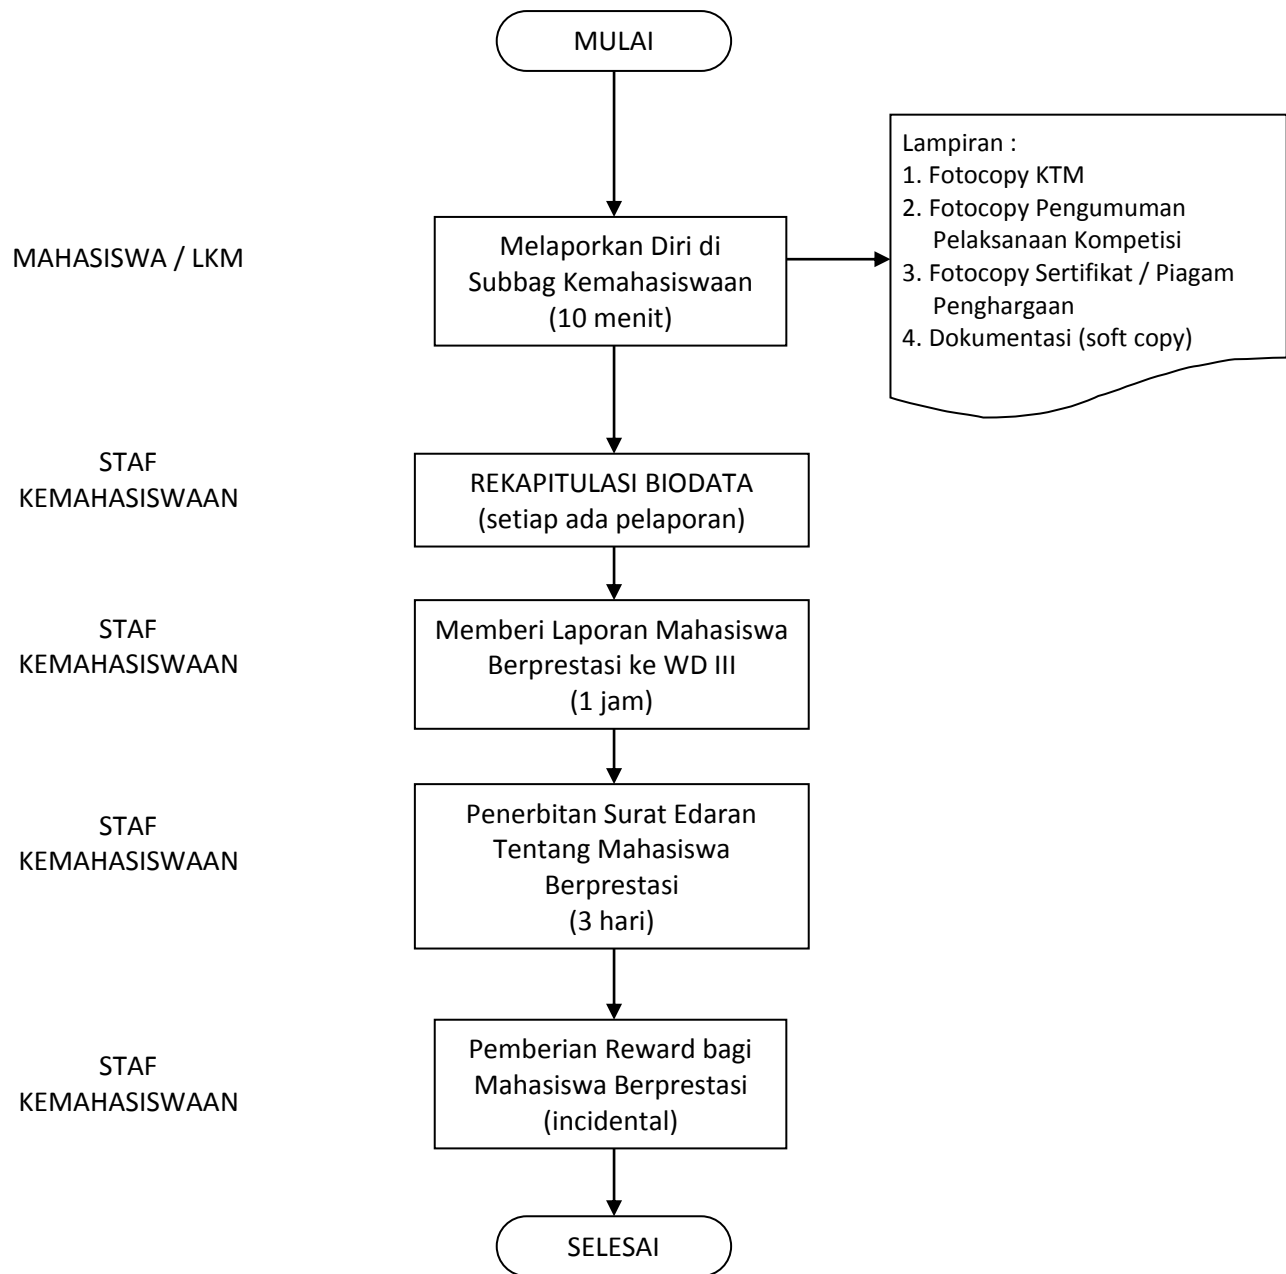 MULAI
Lampiran :
1. Fotocopy KTM
2. Fotocopy Pengumuman
Pelaksanaan Kompetisi
3. Fotocopy Sertifikat / Piagam
Penghargaan
4. Dokumentasi (soft copy)
MAHASISWA / LKM
Melaporkan Diri di
Subbag Kemahasiswaan
(10 menit)
STAF
KEMAHASISWAAN
REKAPITULASI BIODATA
(setiap ada pelaporan)
STAF
KEMAHASISWAAN
Memberi Laporan Mahasiswa
Berprestasi ke WD III
(1 jam)
STAF
KEMAHASISWAAN
Penerbitan Surat Edaran
Tentang Mahasiswa
Berprestasi
(3 hari)
STAF
KEMAHASISWAAN
Pemberian Reward bagi
Mahasiswa Berprestasi
(incidental)
SELESAI